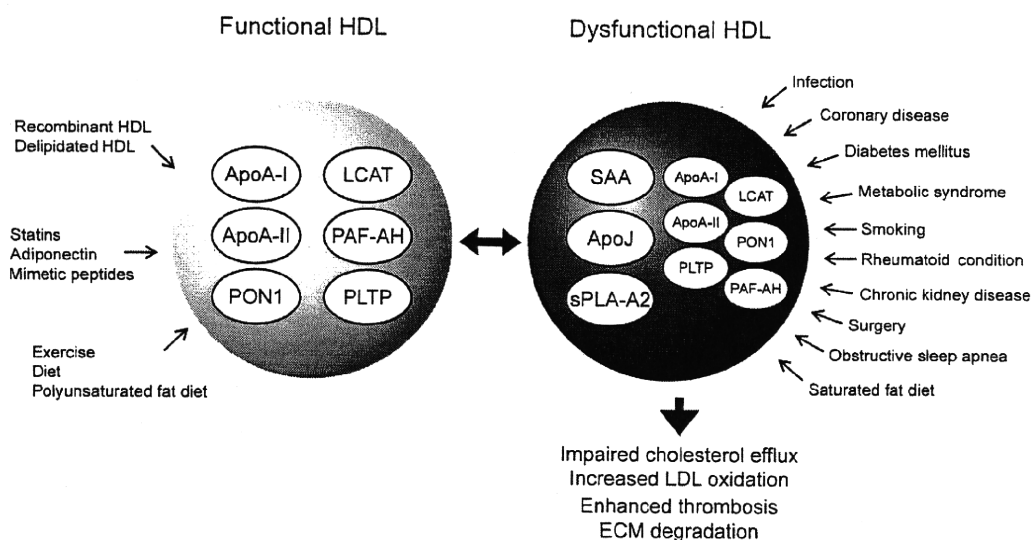 Functional HDL
Dysfunctional HDL
Recombinant HDL
Delipidated HDL
Statins
Adiponectin
Mimetic peptides
Exercise
Diet
Polyunsaturated fat diet
ApoA-I
LCAT
ApoA-II
PAF-AH
PON1
PLTP
SAA
ApoJ
sPLA-A2
ApoA-I
LCAT
ApoA-II
PON1
PLTP
PAF-AH
Infection
Coronary disease
Diabetes mellitus
Metabolic syndrome
Smoking
Rheumatoid condition
Chronic kidney disease
Surgery
Obstructive sleep apnea
Saturated fat diet
Impaired cholesterol efflux
Increased LDL oxidation
Enhanced thrombosis
ECM degradation